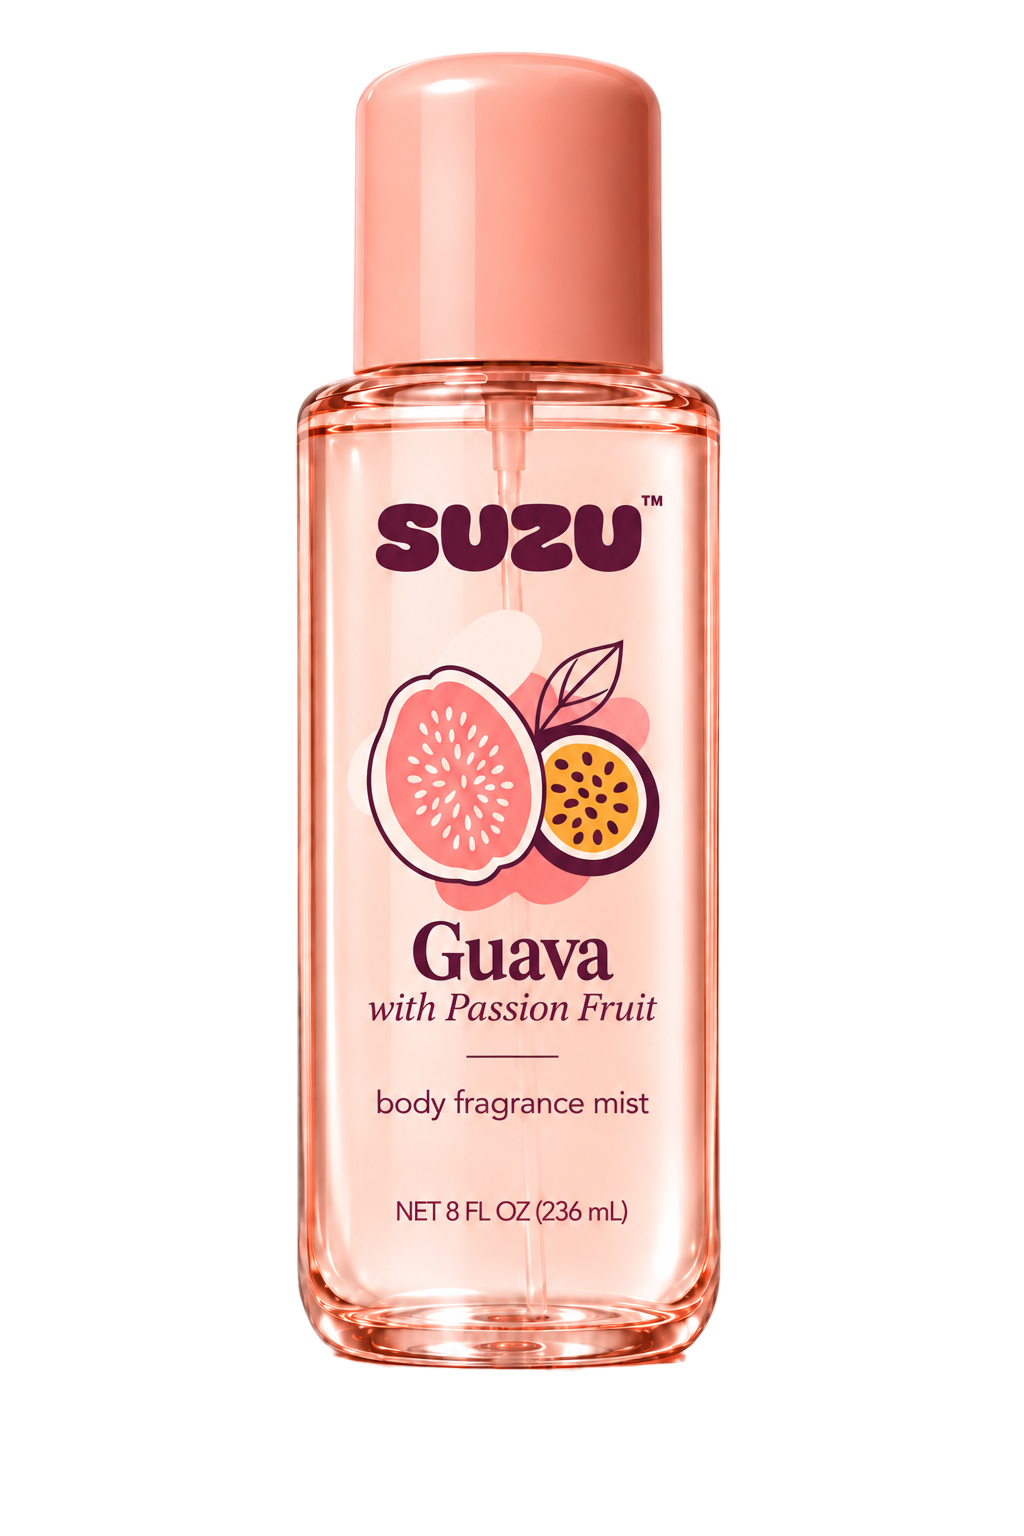 SUZU™
Guava
with Passion Fruit
body fragrance mist
NET 8 FL OZ (236 mL)